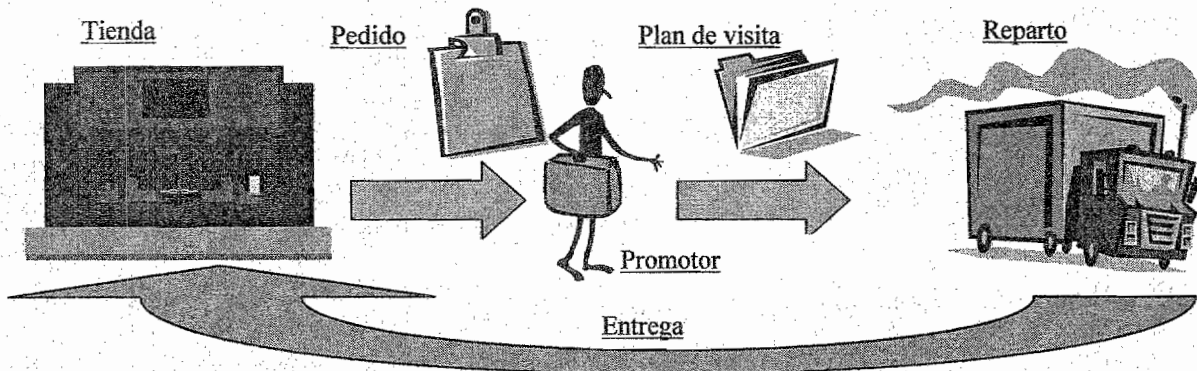 Tienda
Pedido
Plan de visita
Reparto
Promotor
Entrega